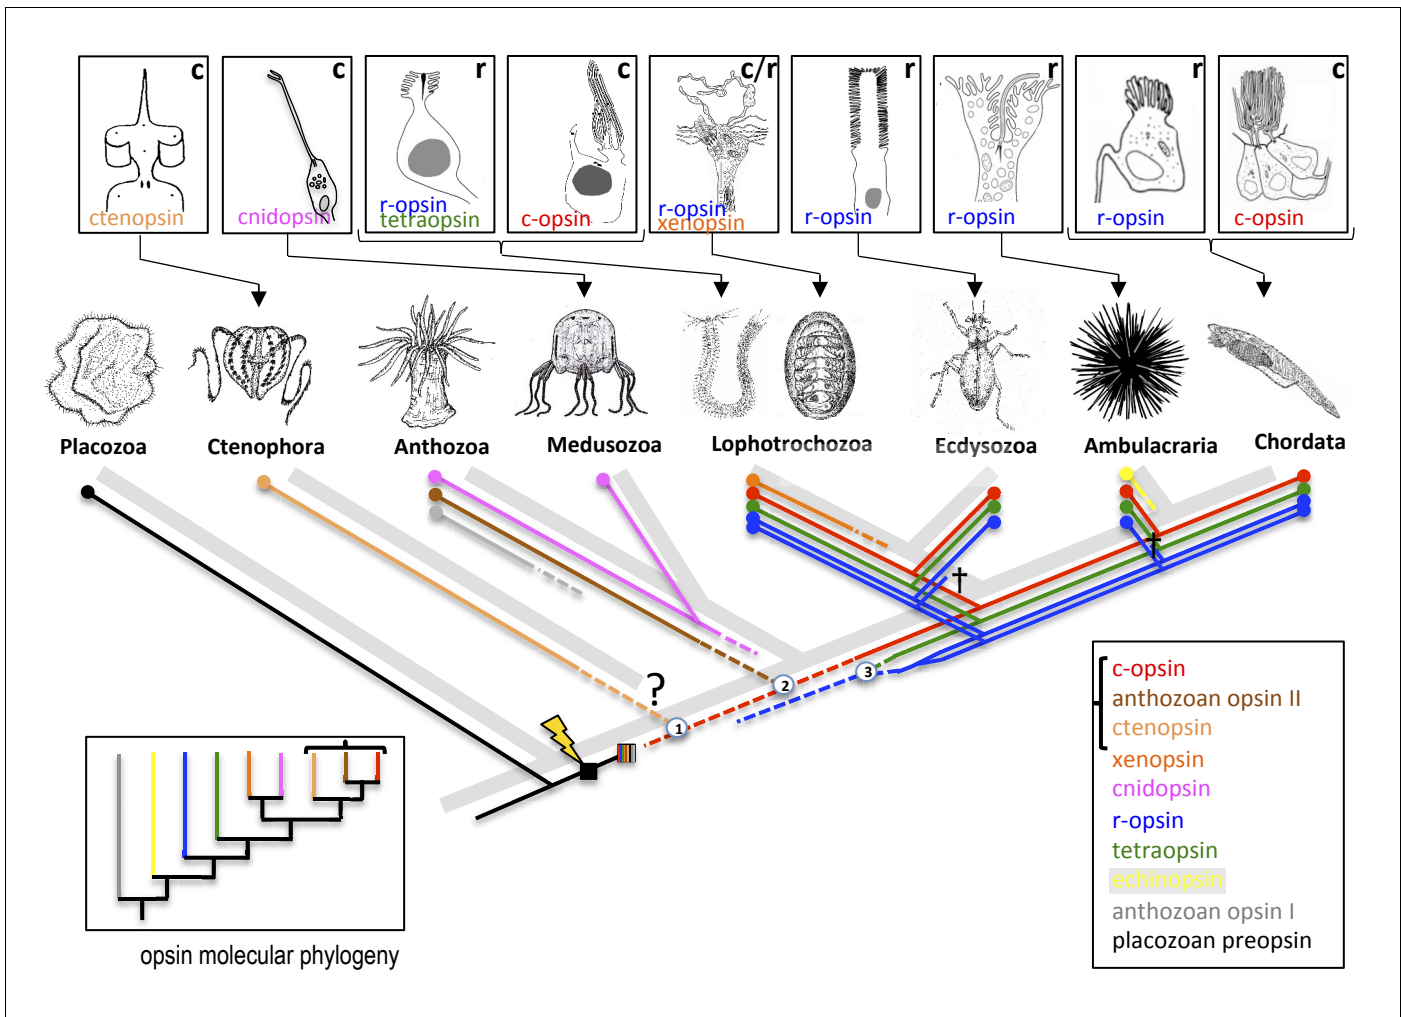 c
c
r
c
c/r
r
r
r
c
ctenopsin
cnidopsin
r-opsin
tetraopsin
c-opsin
r-opsin
xenopsin
r-opsin
r-opsin
r-opsin
c-opsin
Placozoa
Ctenophora
Anthozoa
Medusozoa
Lophotrochozoa
Ecdysozoa
Ambulacraria
Chordata
†
†
?
1
2
3
c-opsin
anthozoan opsin II
ctenopsin
xenopsin
cnidopsin
r-opsin
tetraopsin
echinopsin
anthozoan opsin I
placozoan preopsin
opsin molecular phylogeny